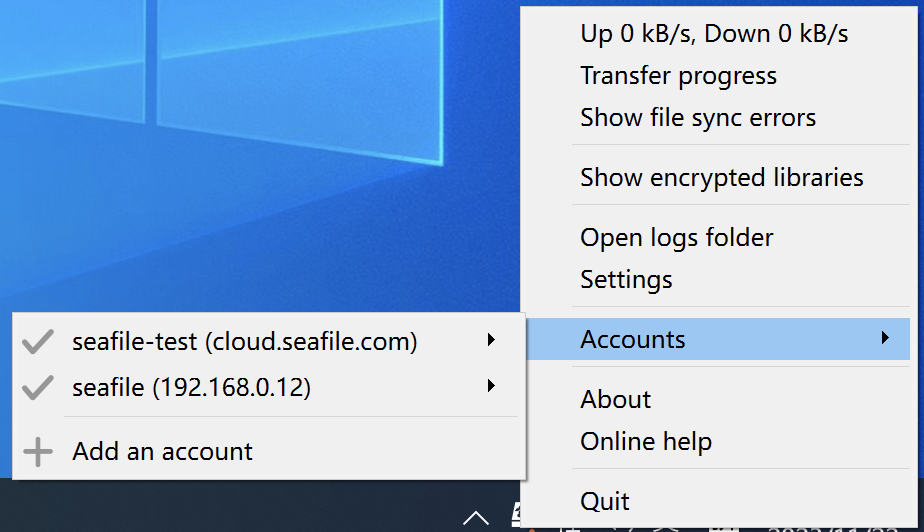 Up 0 kB/s, Down 0 kB/s
Transfer progress
Show file sync errors
Show encrypted libraries
Open logs folder
Settings
Accounts
seafile-test (cloud.seafile.com)
seafile (192.168.0.12)
Add an account
About
Online help
Quit